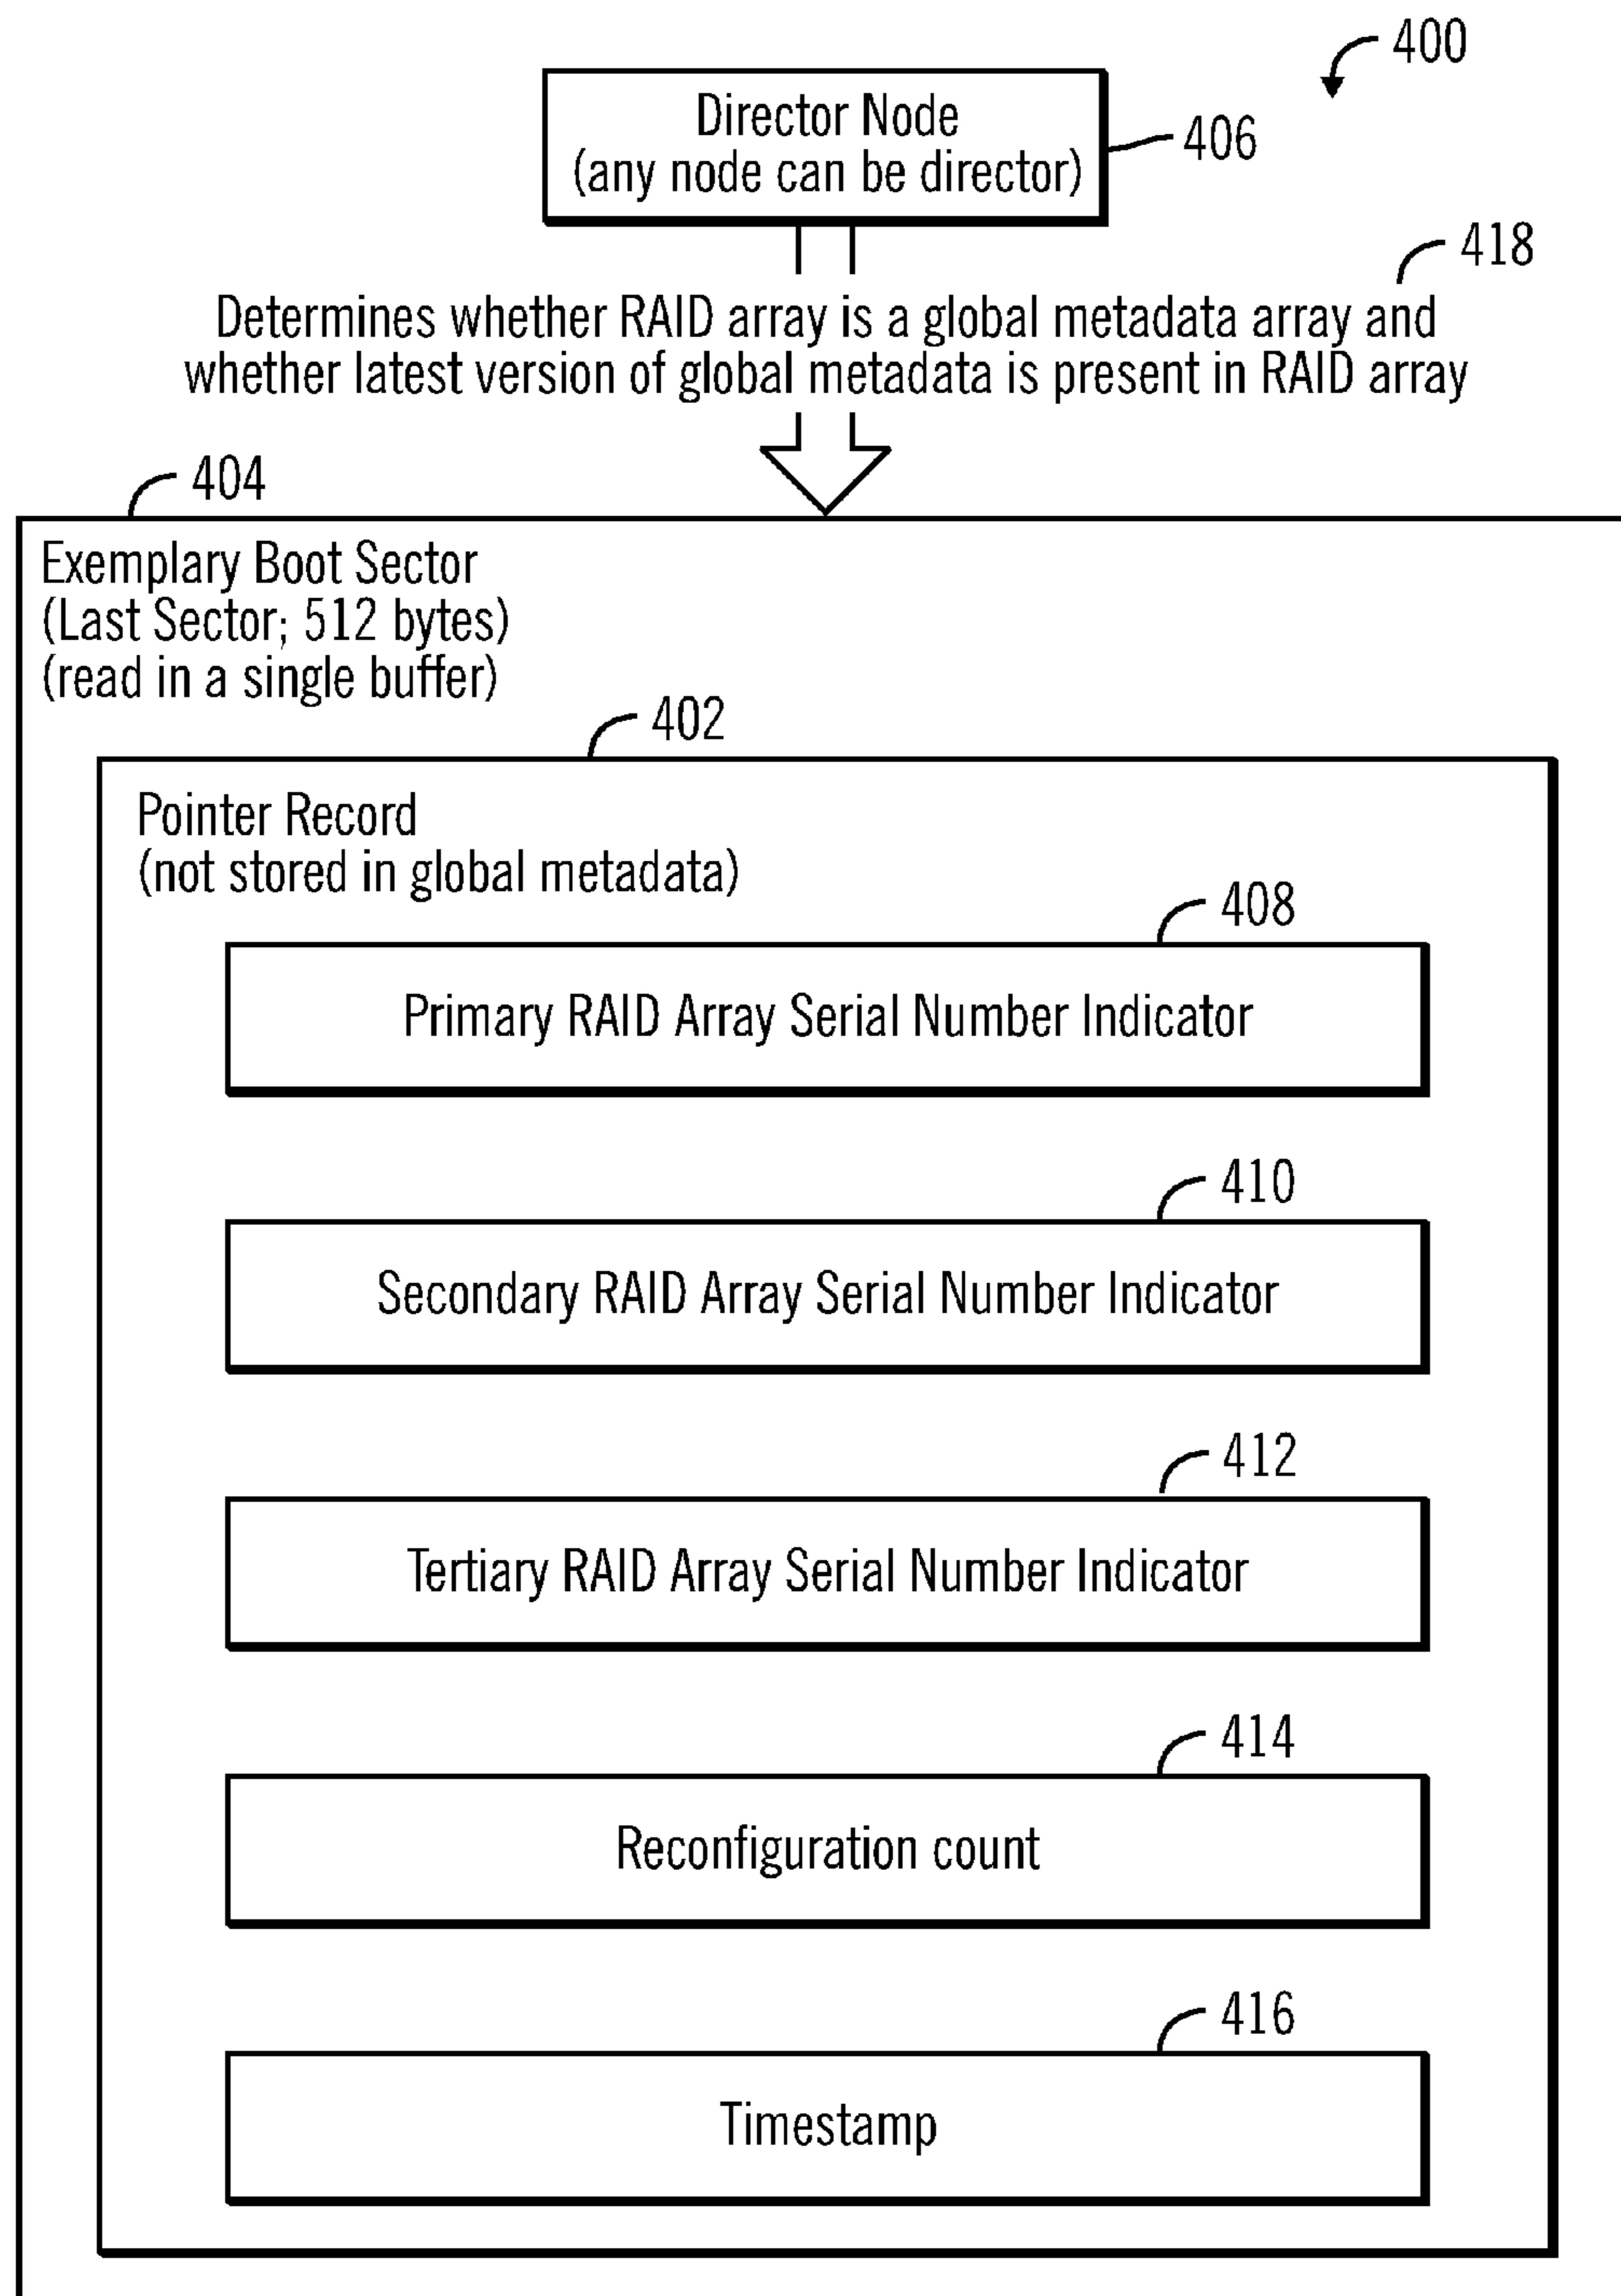 400
Director Node
(any node can be director)
406
418
Determines whether RAID array is a global metadata array and
whether latest version of global metadata is present in RAID array
404
Exemplary Boot Sector
(Last Sector; 512 bytes)
(read in a single buffer)
402
Pointer Record
(not stored in global metadata)
408
Primary RAID Array Serial Number Indicator
410
Secondary RAID Array Serial Number Indicator
412
Tertiary RAID Array Serial Number Indicator
414
Reconfiguration count
416
Timestamp